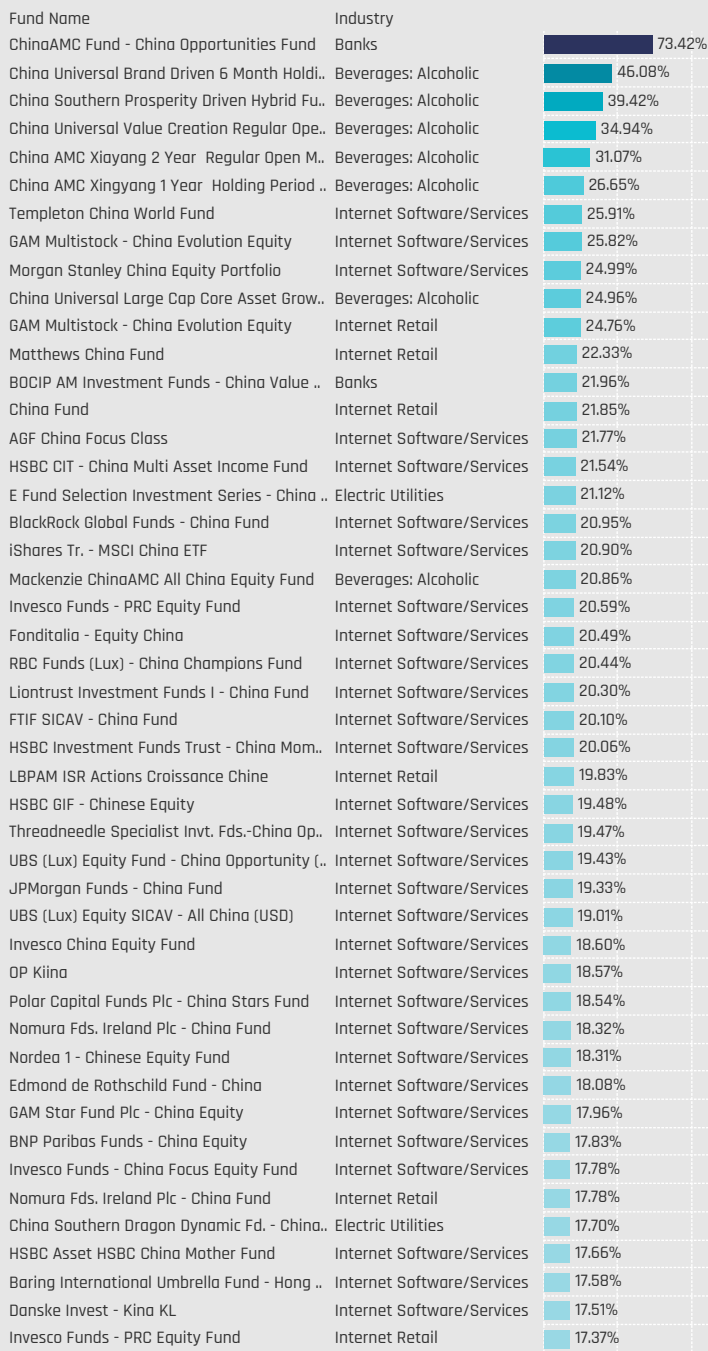 Fund Name Industry
ChinaAMC Fund - China Opportunities Fund Banks 73.42%
China Universal Brand Driven 6 Month Holdi.. Beverages: Alcoholic 46.08%
China Southern Prosperity Driven Hybrid Fu.. Beverages: Alcoholic 39.42%
China Universal Value Creation Regular Ope.. Beverages: Alcoholic 34.94%
China AMC Xiayang 2 Year Regular Open M.. Beverages: Alcoholic 31.07%
China AMC Xingyang 1 Year Holding Period .. Beverages: Alcoholic 26.65%
Templeton China World Fund Internet Software/Services 25.91%
GAM Multistock - China Evolution Equity Internet Software/Services 25.82%
Morgan Stanley China Equity Portfolio Internet Software/Services 24.99%
China Universal Large Cap Core Asset Grow.. Beverages: Alcoholic 24.96%
GAM Multistock - China Evolution Equity Internet Retail 24.76%
Matthews China Fund Internet Retail 22.33%
BOCIP AM Investment Funds - China Value .. Banks 21.96%
China Fund Internet Retail 21.85%
AGF China Focus Class Internet Software/Services 21.77%
HSBC CIT - China Multi Asset Income Fund Internet Software/Services 21.54%
E Fund Selection Investment Series - China .. Electric Utilities 21.12%
BlackRock Global Funds - China Fund Internet Software/Services 20.95%
iShares Tr. - MSCI China ETF Internet Software/Services 20.90%
Mackenzie ChinaAMC All China Equity Fund Beverages: Alcoholic 20.86%
Invesco Funds - PRC Equity Fund Internet Software/Services 20.59%
Fonditalia - Equity China Internet Software/Services 20.49%
RBC Funds (Lux) - China Champions Fund Internet Software/Services 20.44%
Liontrust Investment Funds I - China Fund Internet Software/Services 20.30%
FTIF SICAV - China Fund Internet Software/Services 20.10%
HSBC Investment Funds Trust - China Mom.. Internet Software/Services 20.06%
LBPAM ISR Actions Croissance Chine Internet Retail 19.83%
HSBC GIF - Chinese Equity Internet Software/Services 19.48%
Threadneedle Specialist Invt. Fds.-China Op.. Internet Software/Services 19.47%
UBS (Lux) Equity Fund - China Opportunity (.. Internet Software/Services 19.43%
JPMorgan Funds - China Fund Internet Software/Services 19.33%
UBS (Lux) Equity SICAV - All China (USD) Internet Software/Services 19.01%
Invesco China Equity Fund Internet Software/Services 18.60%
OP Kiina Internet Software/Services 18.57%
Polar Capital Funds Plc - China Stars Fund Internet Software/Services 18.54%
Nomura Fds. Ireland Plc - China Fund Internet Software/Services 18.32%
Nordea 1 - Chinese Equity Fund Internet Software/Services 18.31%
Edmond de Rothschild Fund - China Internet Software/Services 18.08%
GAM Star Fund Plc - China Equity Internet Software/Services 17.96%
BNP Paribas Funds - China Equity Internet Software/Services 17.83%
Invesco Funds - China Focus Equity Fund Internet Software/Services 17.78%
Nomura Fds. Ireland Plc - China Fund Internet Retail 17.78%
China Southern Dragon Dynamic Fd. - China.. Electric Utilities 17.70%
HSBC Asset HSBC China Mother Fund Internet Software/Services 17.66%
Baring International Umbrella Fund - Hong .. Internet Software/Services 17.58%
Danske Invest - Kina KL Internet Software/Services 17.51%
Invesco Funds - PRC Equity Fund Internet Retail 17.37%